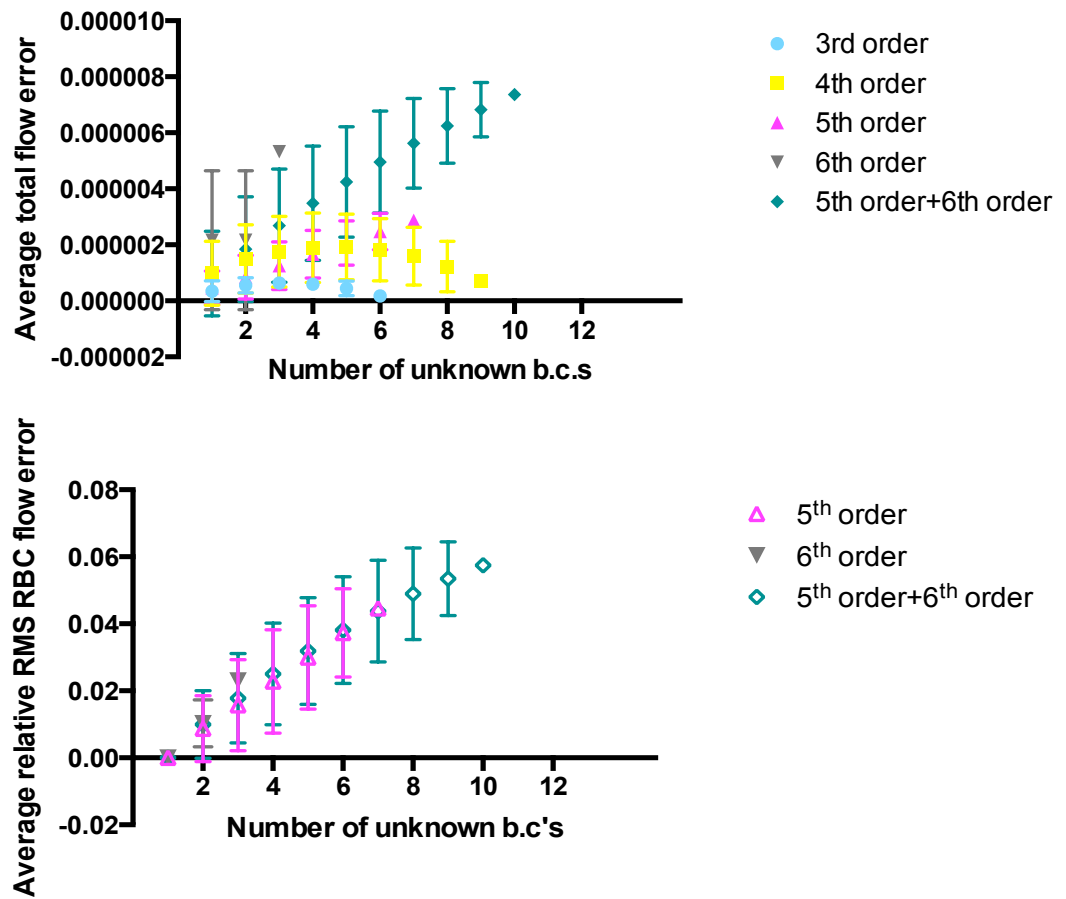 Average total flow error
0.000010
0.000008
0.000006
0.000004
0.000002
0.000000
-0.000002
2 4 6 8 10 12
Number of unknown b.c.s
3rd order
4th order
5th order
6th order
5th order+6th order
Average relative RMS RBC flow error
0.08
0.06
0.04
0.02
0.00
-0.02
2 4 6 8 10 12
Number of unknown b.c's
5th order
6th order
5th order+6th order